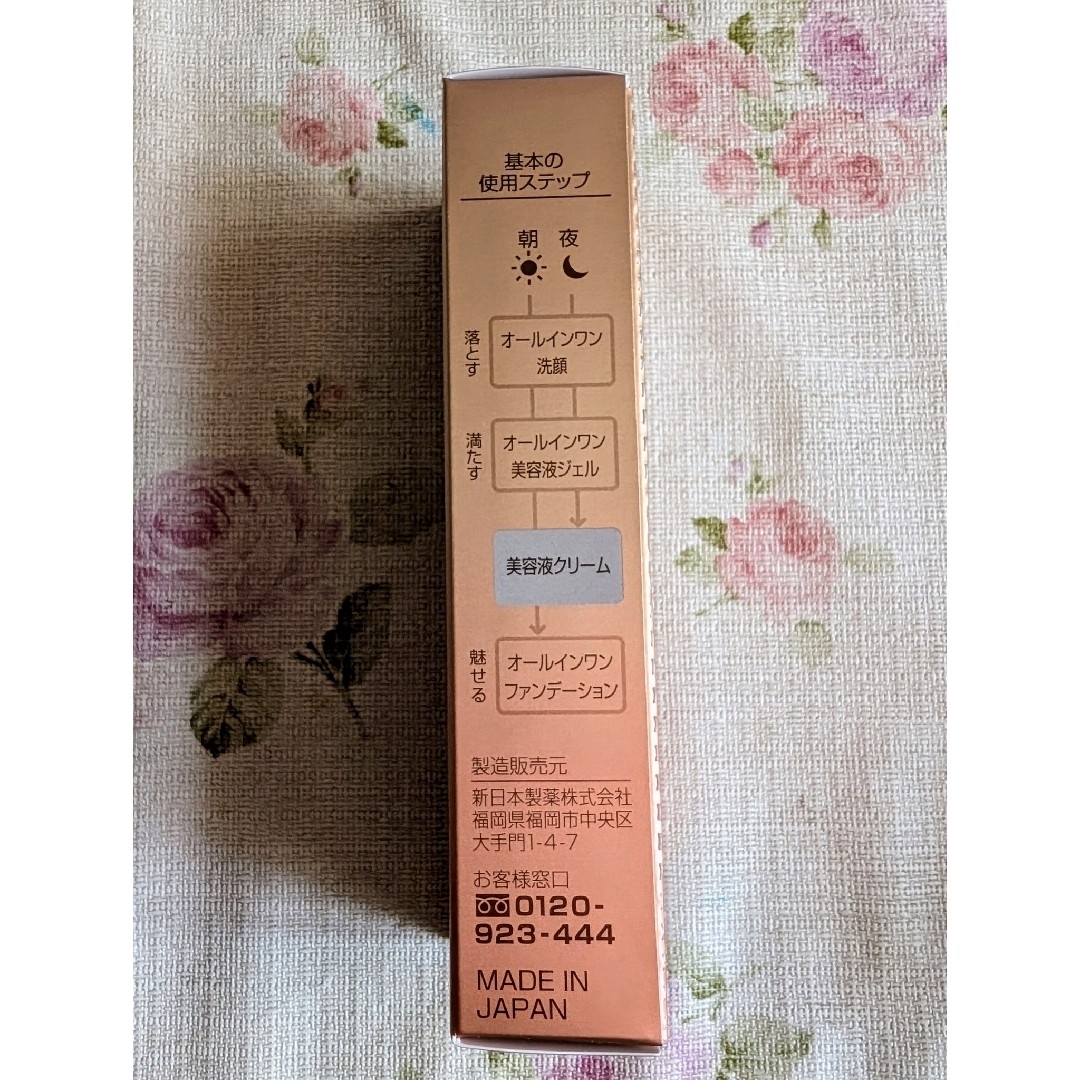 基本の
使用ステップ
朝 夜
落とす
オールインワン
洗顔
満たす
オールインワン
美容液ジェル
美容液クリーム
魅せる
オールインワン
ファンデーション
製造販売元
新日本製薬株式会社
福岡県福岡市中央区
大手門1-4-7
お客様窓口
0120-
923-444
MADE IN
JAPAN